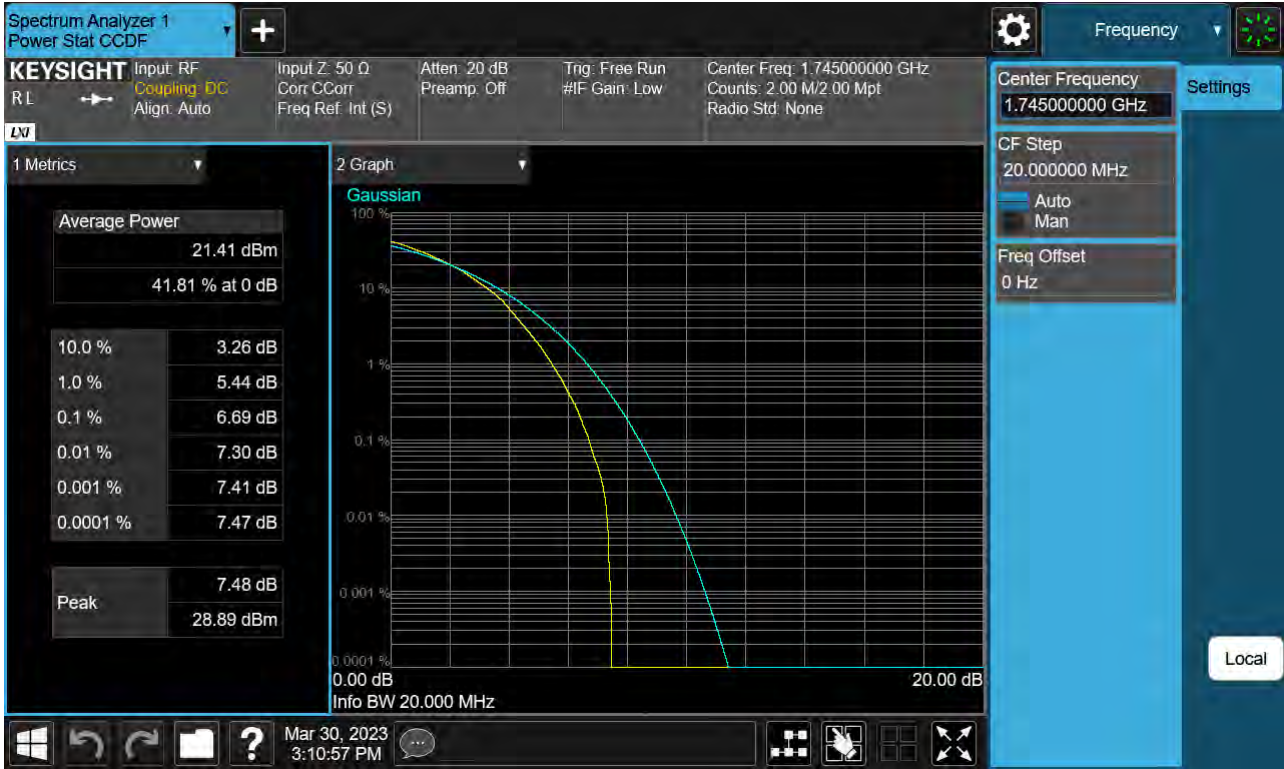 Spectrum Analyzer 1
Power Stat CCDF
Frequency
KEYSIGHT
RL
LXI
Input: RF
Coupling: DC
Align: Auto
Input Z: 50 Ω
Corr CCorr
Freq Ref: Int (S)
Atten: 20 dB
Preamp: Off
Trig: Free Run
#IF Gain: Low
Center Freq: 1.745000000 GHz
Counts: 2.00 M/2.00 Mpt
Radio Std: None
Center Frequency
1.745000000 GHz
Settings
CF Step
20.000000 MHz
Auto
Man
Freq Offset
0 Hz
Local
1 Metrics
Average Power
21.41 dBm
41.81 % at 0 dB
10.0 % 3.26 dB
1.0 % 5.44 dB
0.1 % 6.69 dB
0.01 % 7.30 dB
0.001 % 7.41 dB
0.0001 % 7.47 dB
Peak 7.48 dB
28.89 dBm
2 Graph
Gaussian
100 %
10 %
1 %
0.1 %
0.01 %
0.001 %
0.0001 %
0.00 dB 20.00 dB
Info BW 20.000 MHz
?
Mar 30, 2023
3:10:57 PM